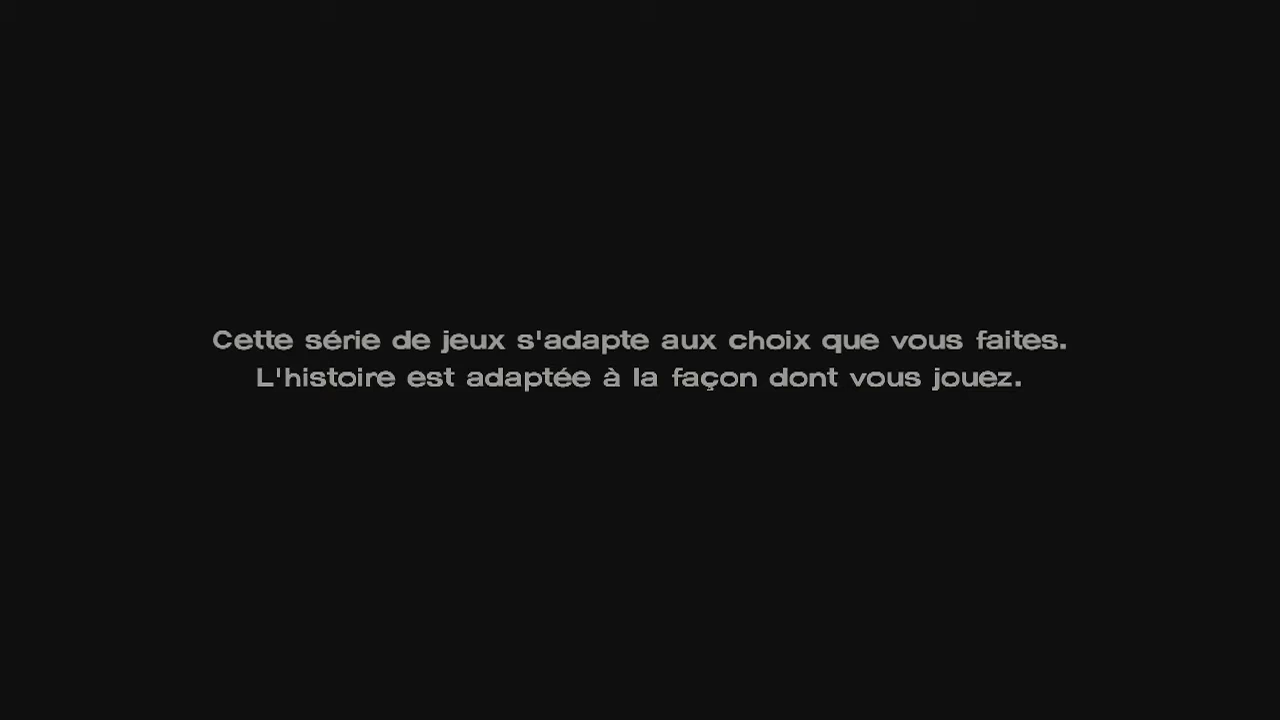 Cette série de jeux s'adapte aux choix que vous faites.
L'histoire est adaptée à la façon dont vous jouez.